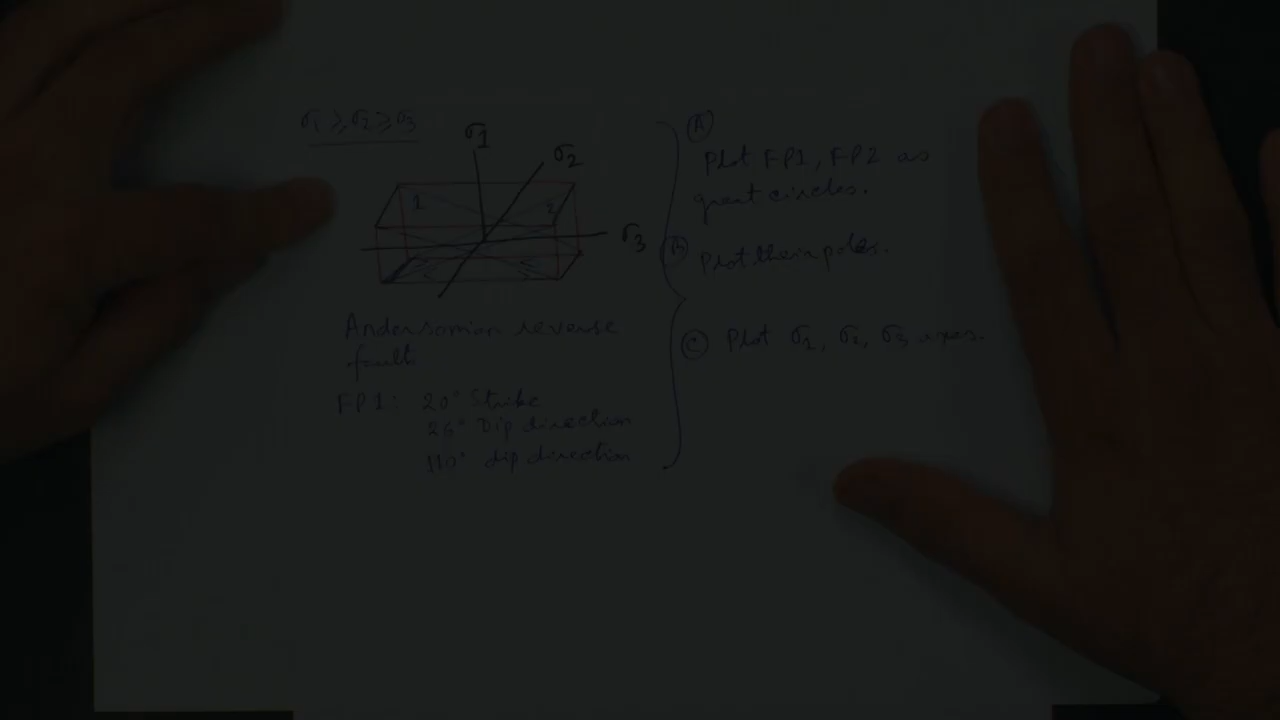 σ1 ≥ σ2 ≥ σ3
σ1
σ2
1
2
σ3
Andersonian reverse
fault
FP1: 20° Strike
25° Dip direction
110° dip direction
Ⓐ
Plot FP1, FP2 as
great circles.
Ⓑ Plot their poles.
Ⓒ Plot σ1, σ2, σ3 axes.